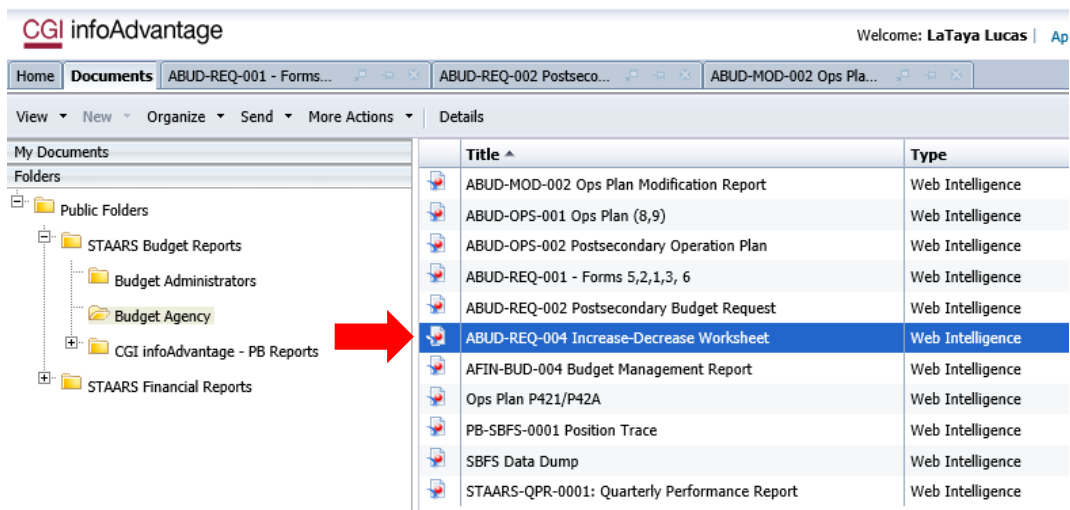 CGI infoAdvantage
Welcome: LaTaya Lucas | Ap
Home Documents ABUD-REQ-001 - Forms... ABUD-REQ-002 Postseco... ABUD-MOD-002 Ops Pla...
View New Organize Send More Actions Details
My Documents
Folders
Public Folders
STAARS Budget Reports
Budget Administrators
Budget Agency
CGI infoAdvantage - PB Reports
STAARS Financial Reports
Title Type
ABUD-MOD-002 Ops Plan Modification Report Web Intelligence
ABUD-OPS-001 Ops Plan (8,9) Web Intelligence
ABUD-OPS-002 Postsecondary Operation Plan Web Intelligence
ABUD-REQ-001 - Forms 5,2,1,3, 6 Web Intelligence
ABUD-REQ-002 Postsecondary Budget Request Web Intelligence
ABUD-REQ-004 Increase-Decrease Worksheet Web Intelligence
AFIN-BUD-004 Budget Management Report Web Intelligence
Ops Plan P421/P42A Web Intelligence
PB-SBFS-0001 Position Trace Web Intelligence
SBFS Data Dump Web Intelligence
STAARS-QPR-0001: Quarterly Performance Report Web Intelligence